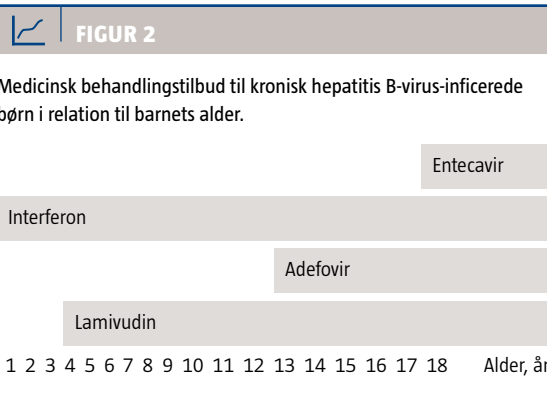 FIGUR 2
Medicinsk behandlingstilbud til kronisk hepatitis B-virus-inficerede
børn i relation til barnets alder.
Entecavir
Interferon
Adefovir
Lamivudin
1 2 3 4 5 6 7 8 9 10 11 12 13 14 15 16 17 18 Alder, år